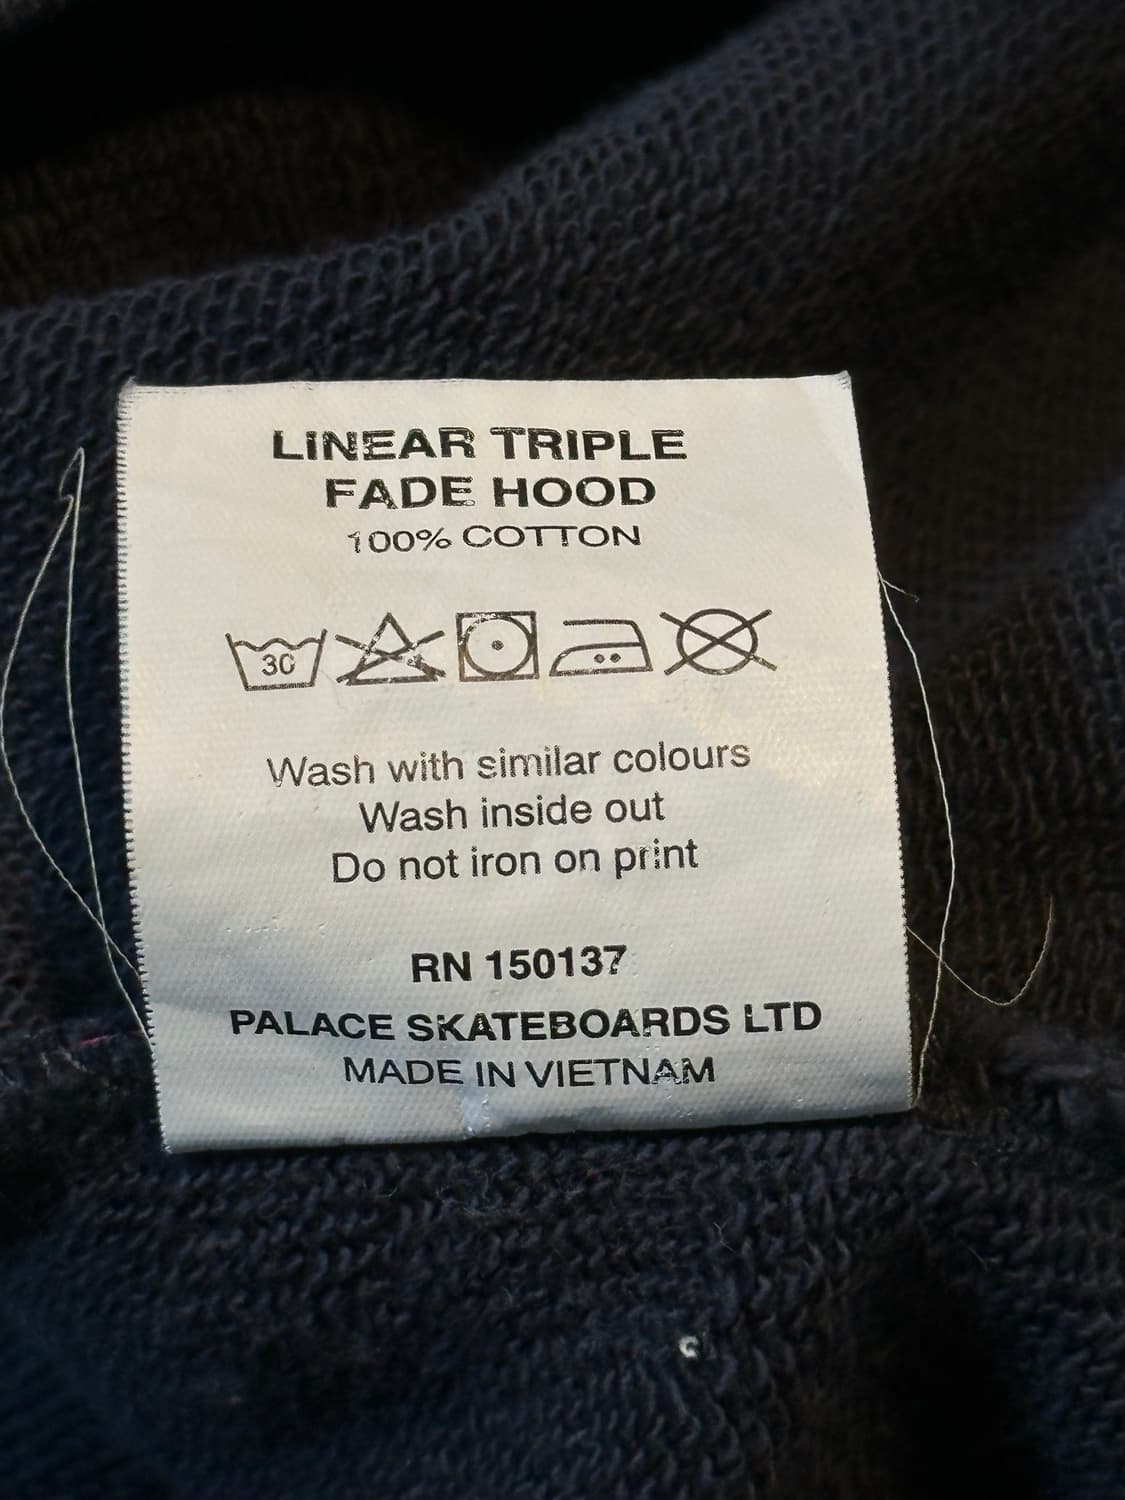 LINEAR TRIPLE
FADE HOOD
100% COTTON
30
Wash with similar colours
Wash inside out
Do not iron on print
RN 150137
PALACE SKATEBOARDS LTD
MADE IN VIETNAM